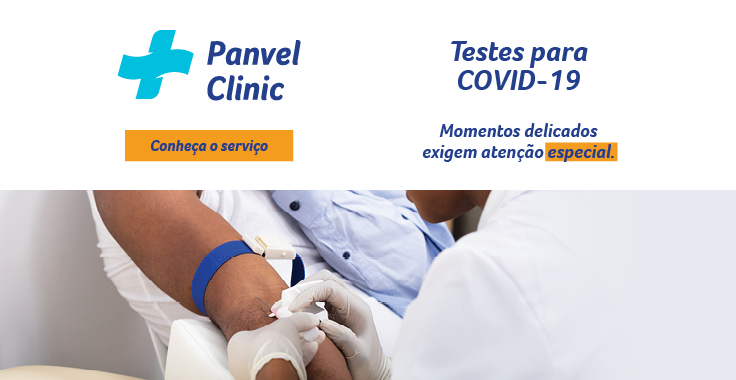 Panvel
Clinic
Conheça o serviço
Testes para
COVID-19
Momentos delicados
exigem atenção especial.